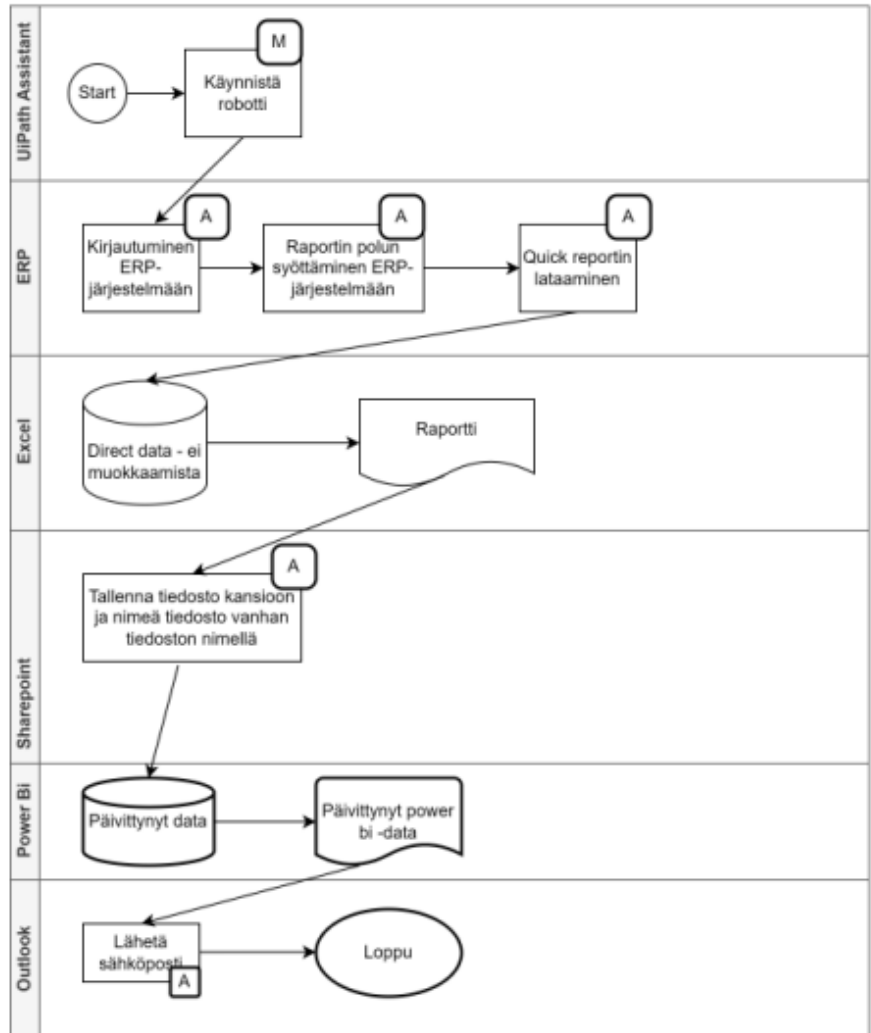 UiPath Assistant
Start
M
Käynnistä
robotti
ERP
A
Kirjautuminen
ERP-
järjestelmään
A
Raportin polun
syöttäminen ERP-
järjestelmään
A
Quick reportin
lataaminen
Excel
Direct data - ei
muokkaamista
Raportti
Sharepoint
A
Tallenna tiedosto kansioon
ja nimeä tiedosto vanhan
tiedoston nimellä
Power Bi
Päivittynyt data
Päivittynyt power
bi -data
Outlook
Lähetä
sähköposti
A
Loppu